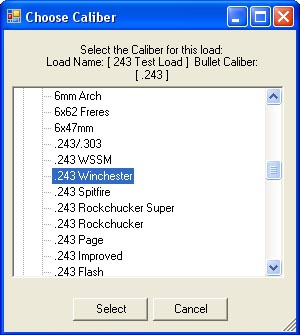 Choose Caliber
Select the Caliber for this load:
Load Name: [ 243 Test Load ]  Bullet Caliber:
[ .243 ]
6mm Arch
6x62 Freres
6x47mm
.243/.303
.243 WSSM
.243 Winchester
.243 Spitfire
.243 Rockchucker Super
.243 Rockchucker
.243 Page
.243 Improved
.243 Flash
Select
Cancel